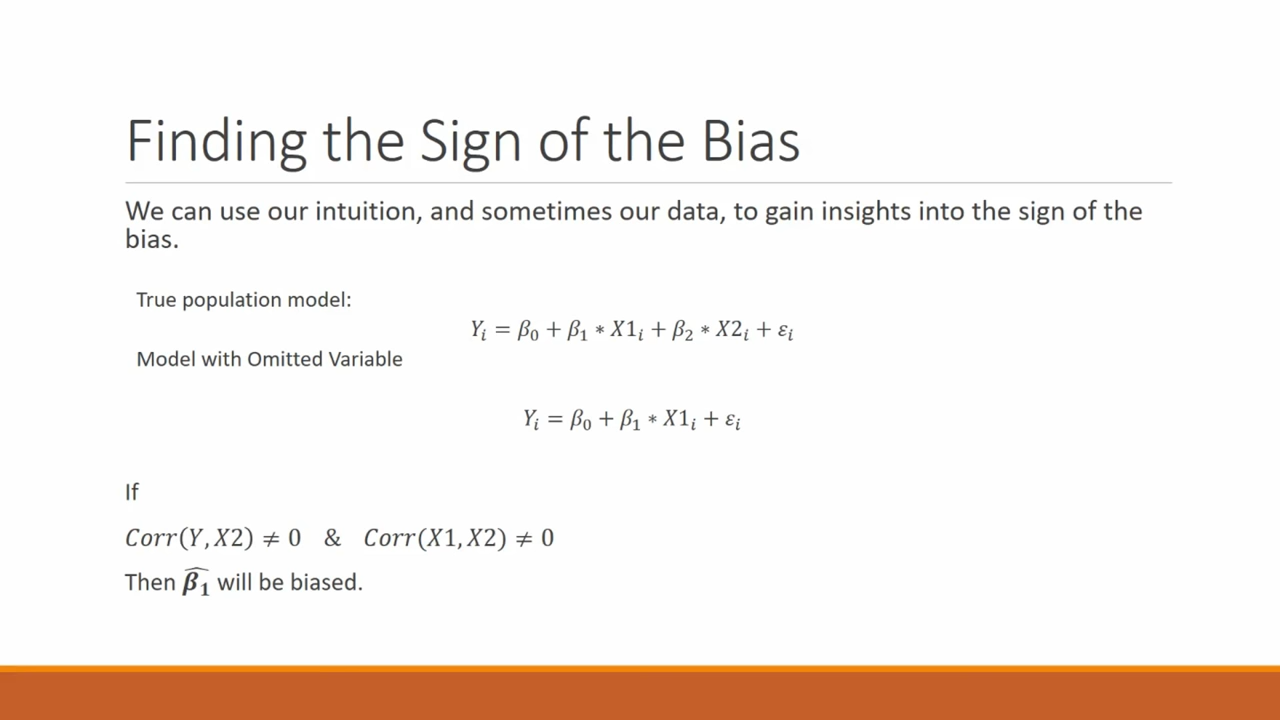 Finding the Sign of the Bias
We can use our intuition, and sometimes our data, to gain insights into the sign of the
bias.
True population model:
Yᵢ = β₀ + β₁ ∗ X1ᵢ + β₂ ∗ X2ᵢ + εᵢ
Model with Omitted Variable
Yᵢ = β₀ + β₁ ∗ X1ᵢ + εᵢ
If
Corr(Y, X2) ≠ 0 & Corr(X1, X2) ≠ 0
Then β̂₁ will be biased.